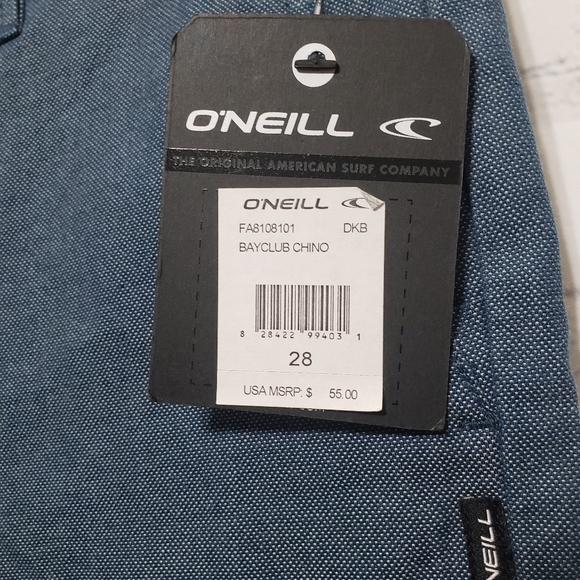 O'NEILL
THE ORIGINAL AMERICAN SURF COMPANY
O'NEILL
FA8108101 DKB
BAYCLUB CHINO
8 28422 99403 1
28
USA MSRP: $ 55.00
NEILL